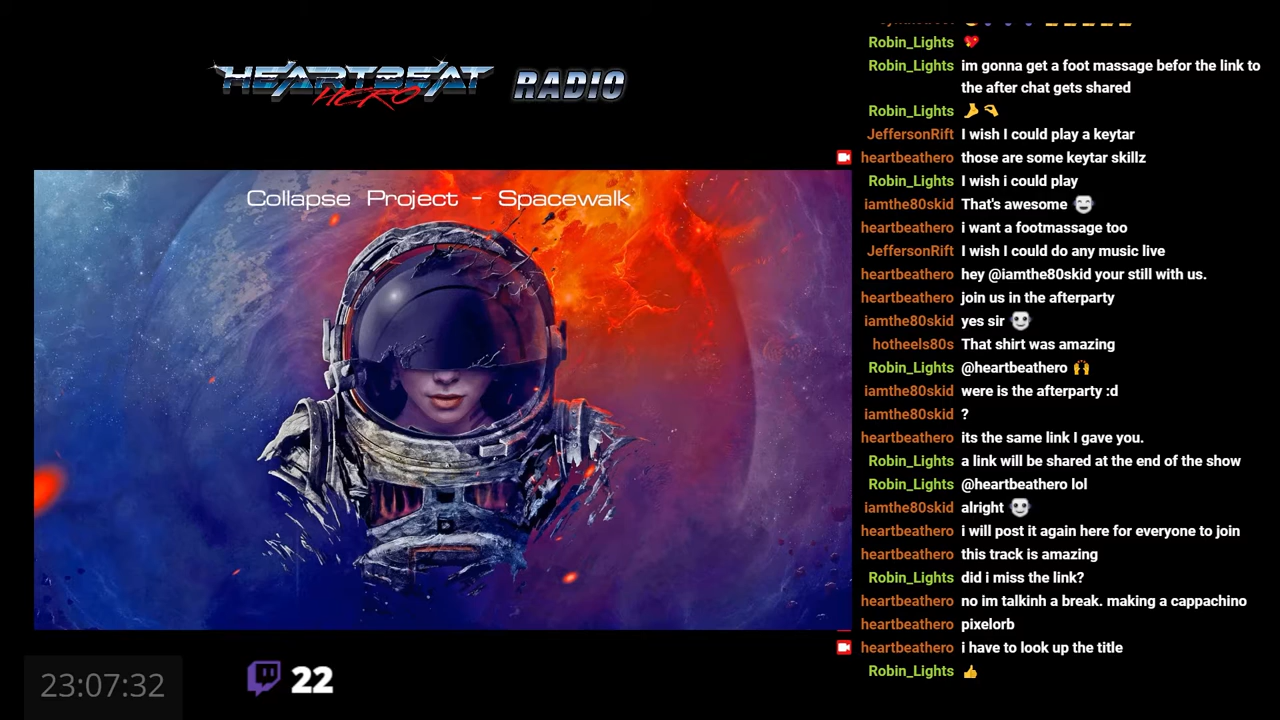 HEARTBEAT RADIO
HERO
Collapse Project - Spacewalk
23:07:32
22
Robin_Lights
Robin_Lights im gonna get a foot massage befor the link to
the after chat gets shared
Robin_Lights
JeffersonRift I wish I could play a keytar
heartbeathero those are some keytar skillz
Robin_Lights I wish i could play
iamthe80skid That's awesome
heartbeathero i want a footmassage too
JeffersonRift I wish I could do any music live
heartbeathero hey @iamthe80skid your still with us.
heartbeathero join us in the afterparty
iamthe80skid yes sir
hotheels80s That shirt was amazing
Robin_Lights @heartbeathero 🙌
iamthe80skid were is the afterparty :d
iamthe80skid ?
heartbeathero its the same link I gave you.
Robin_Lights a link will be shared at the end of the show
Robin_Lights @heartbeathero lol
iamthe80skid alright
heartbeathero i will post it again here for everyone to join
heartbeathero this track is amazing
Robin_Lights did i miss the link?
heartbeathero no im talkinh a break. making a cappachino
heartbeathero pixelorb
heartbeathero i have to look up the title
Robin_Lights 👍